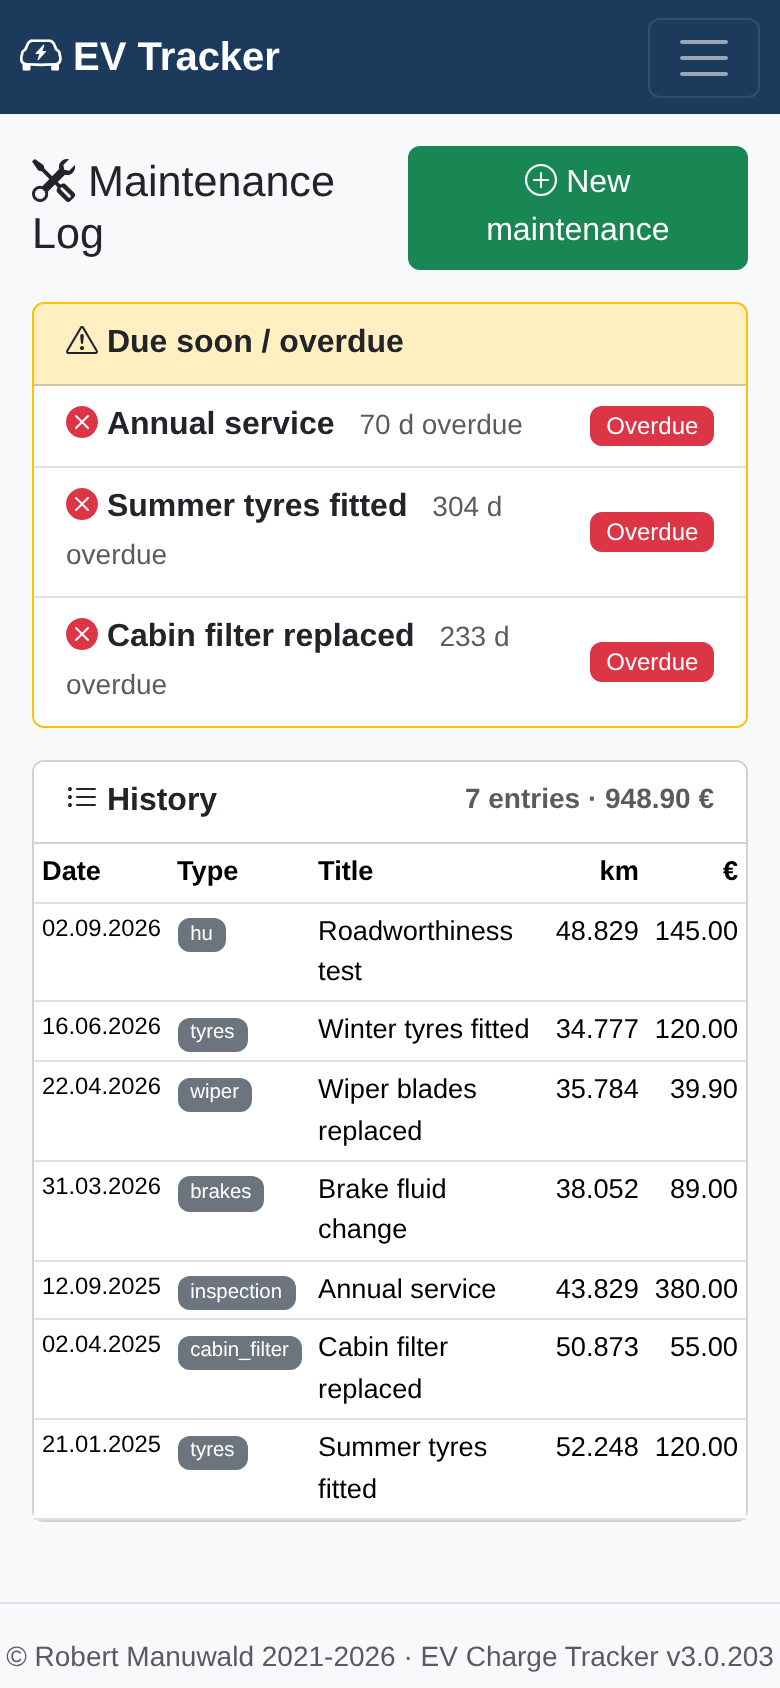 EV Tracker
Maintenance
Log
New
maintenance
Due soon / overdue
Annual service 70 d overdue Overdue
Summer tyres fitted 304 d
overdue
Overdue
Cabin filter replaced 233 d
overdue
Overdue
History 7 entries · 948.90 €
Date Type Title km €
02.09.2026 hu Roadworthiness 48.829 145.00
test
16.06.2026 tyres Winter tyres fitted 34.777 120.00
22.04.2026 wiper Wiper blades 35.784 39.90
replaced
31.03.2026 brakes Brake fluid 38.052 89.00
change
12.09.2025 inspection Annual service 43.829 380.00
02.04.2025 cabin_filter Cabin filter 50.873 55.00
replaced
21.01.2025 tyres Summer tyres 52.248 120.00
fitted
© Robert Manuwald 2021-2026 · EV Charge Tracker v3.0.203